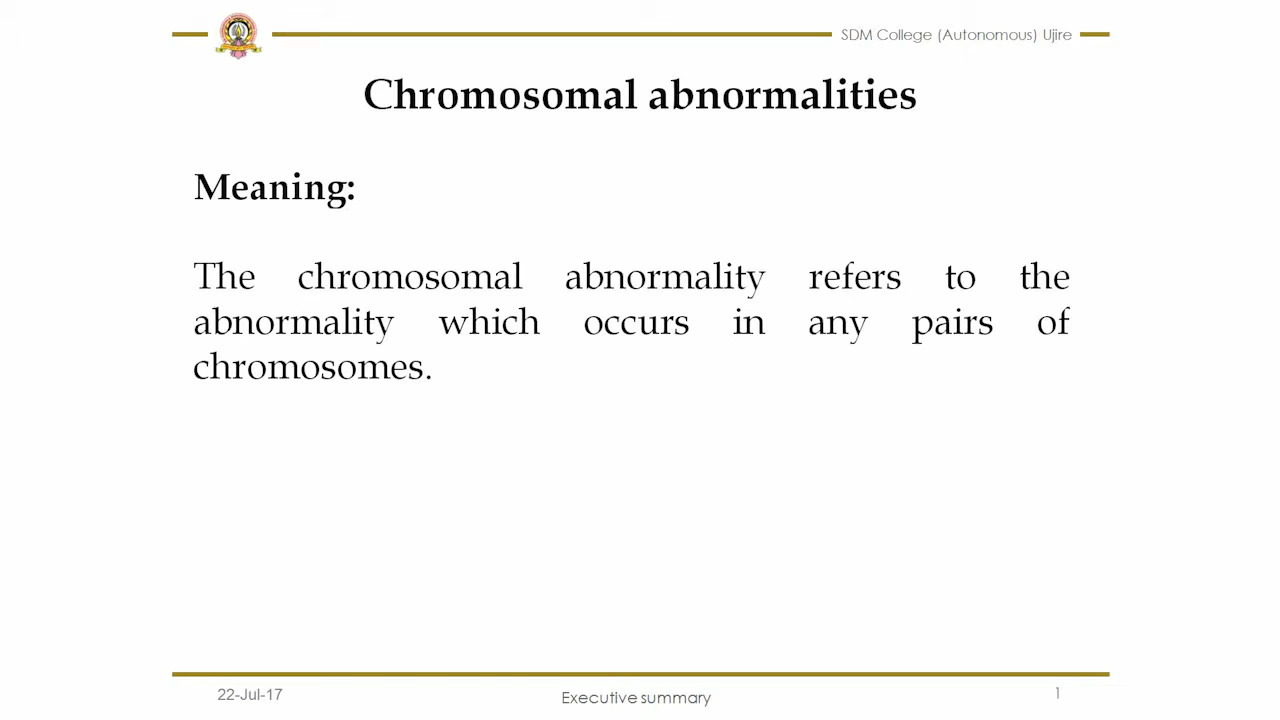 SDM College (Autonomous) Ujire
Chromosomal abnormalities
Meaning:
The chromosomal abnormality refers to the
abnormality which occurs in any pairs of
chromosomes.
22-Jul-17
Executive summary
1